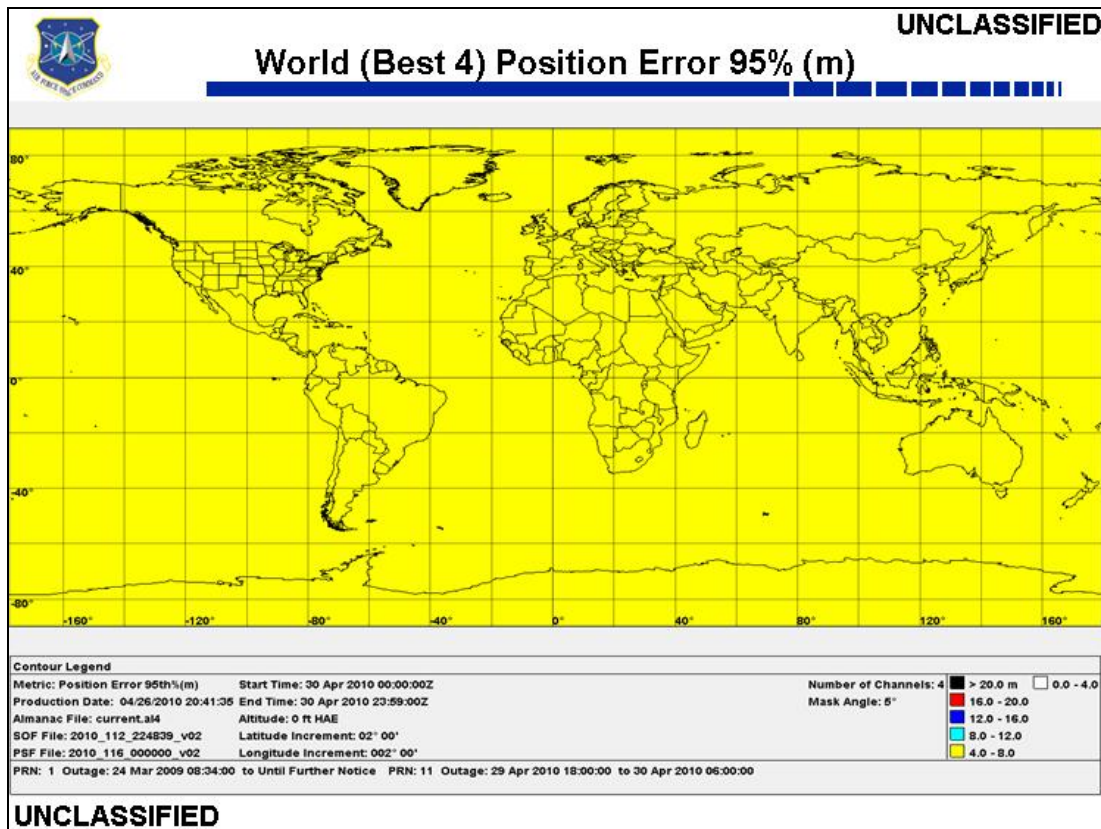 UNCLASSIFIED
World (Best 4) Position Error 95% (m)
AIR FORCE SPACE COMMAND
80°
40°
0°
-40°
-80°
-160° -120° -80° -40° 0° 40° 80° 120° 160°
Contour Legend
Metric: Position Error 95th%(m) Start Time: 30 Apr 2010 00:00:00Z Number of Channels: 4 > 20.0 m 0.0 - 4.0
Production Date: 04/26/2010 20:41:35 End Time: 30 Apr 2010 23:59:00Z Mask Angle: 5° 16.0 - 20.0
Almanac File: current.al4 Altitude: 0 ft HAE 12.0 - 16.0
SOF File: 2010_112_224839_v02 Latitude Increment: 02° 00' 8.0 - 12.0
PSF File: 2010_116_000000_v02 Longitude Increment: 002° 00' 4.0 - 8.0
PRN: 1 Outage: 24 Mar 2009 08:34:00 to Until Further Notice PRN: 11 Outage: 29 Apr 2010 18:00:00 to 30 Apr 2010 06:00:00
UNCLASSIFIED